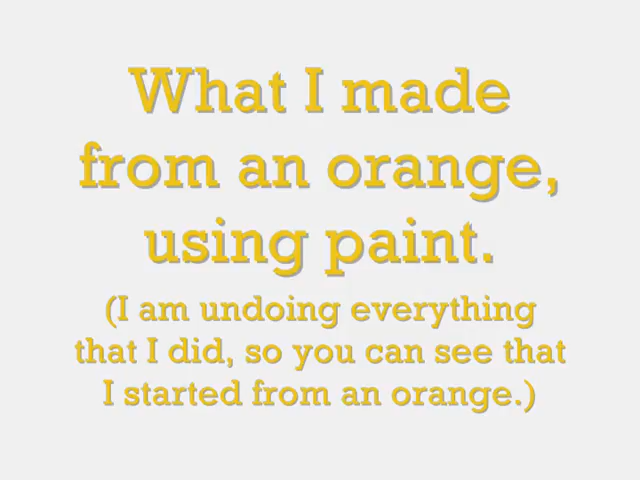 What I made
from an orange,
using paint.
(I am undoing everything
that I did, so you can see that
I started from an orange.)